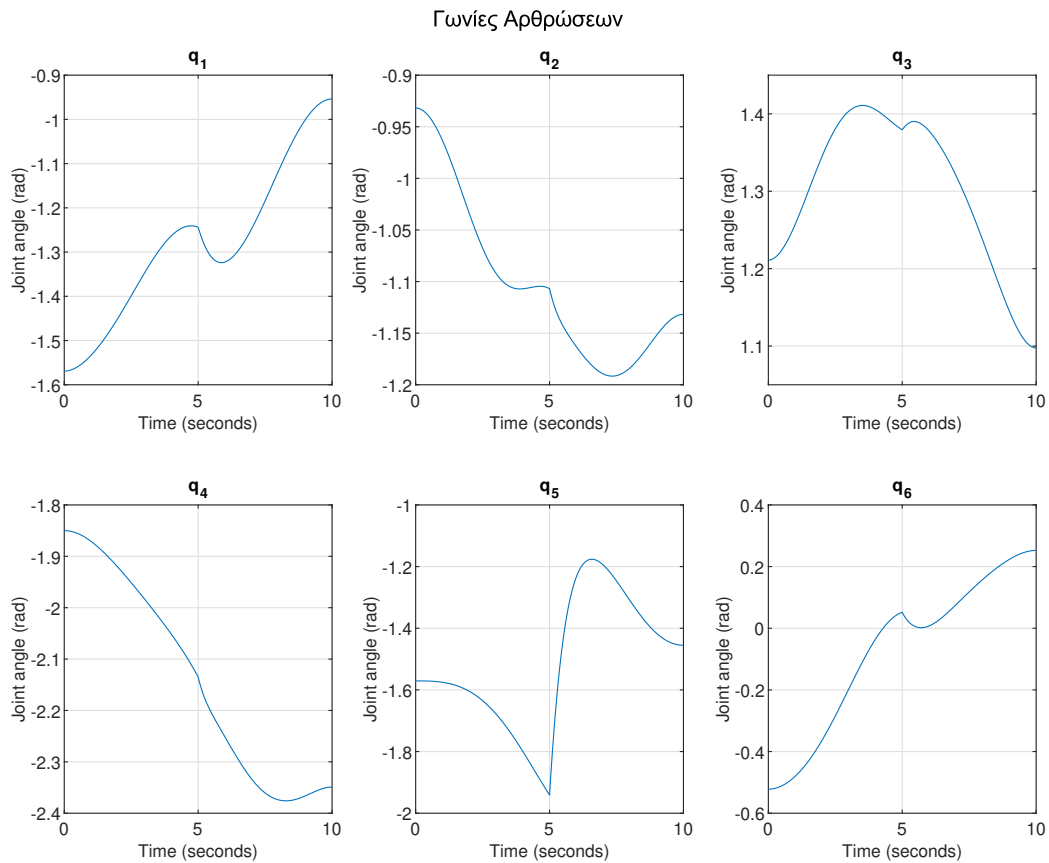 Γωνίες Αρθρώσεων
q1
Joint angle (rad)
-0.9
-1
-1.1
-1.2
-1.3
-1.4
-1.5
-1.6
0
5
10
Time (seconds)
q2
Joint angle (rad)
-0.9
-0.95
-1
-1.05
-1.1
-1.15
-1.2
0
5
10
Time (seconds)
q3
Joint angle (rad)
1.4
1.3
1.2
1.1
0
5
10
Time (seconds)
q4
Joint angle (rad)
-1.8
-1.9
-2
-2.1
-2.2
-2.3
-2.4
0
5
10
Time (seconds)
q5
Joint angle (rad)
-1
-1.2
-1.4
-1.6
-1.8
-2
0
5
10
Time (seconds)
q6
Joint angle (rad)
0.4
0.2
0
-0.2
-0.4
-0.6
0
5
10
Time (seconds)